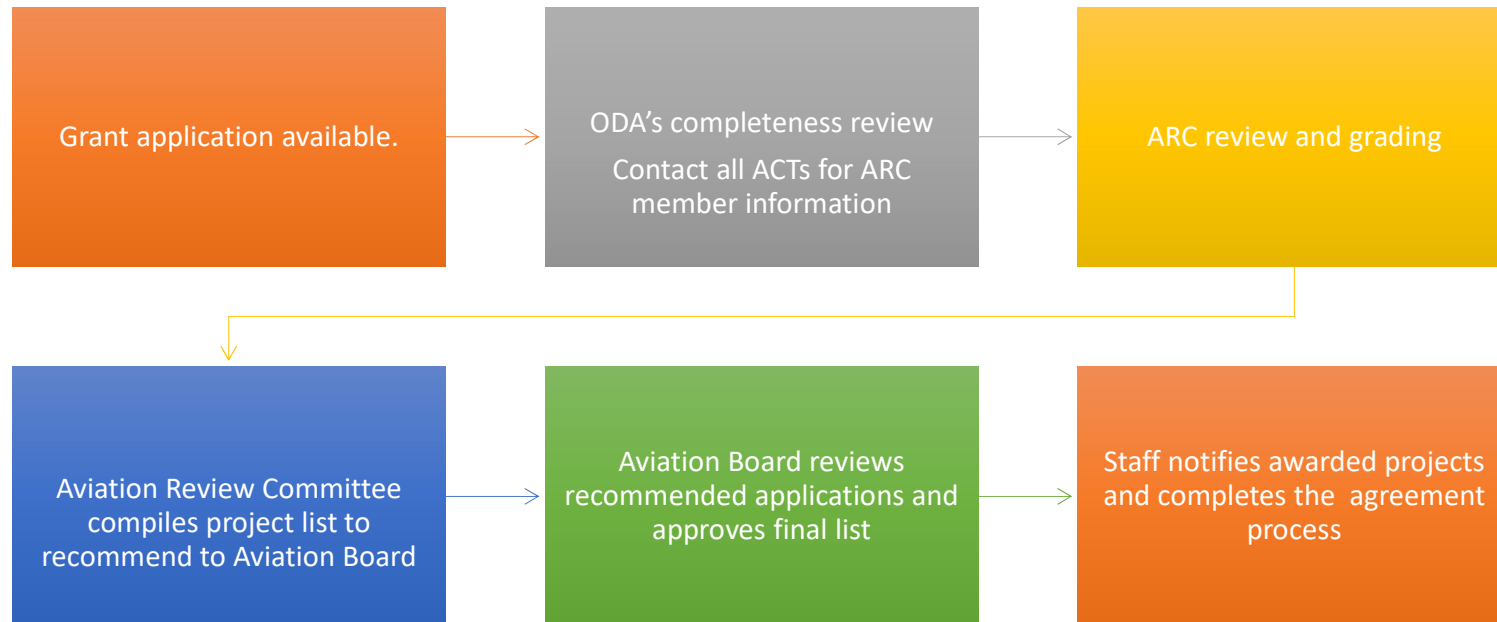 Grant application available.
ODA’s completeness review
Contact all ACTs for ARC
member information
ARC review and grading
Aviation Review Committee
compiles project list to
recommend to Aviation Board
Aviation Board reviews
recommended applications and
approves final list
Staff notifies awarded projects
and completes the  agreement
process